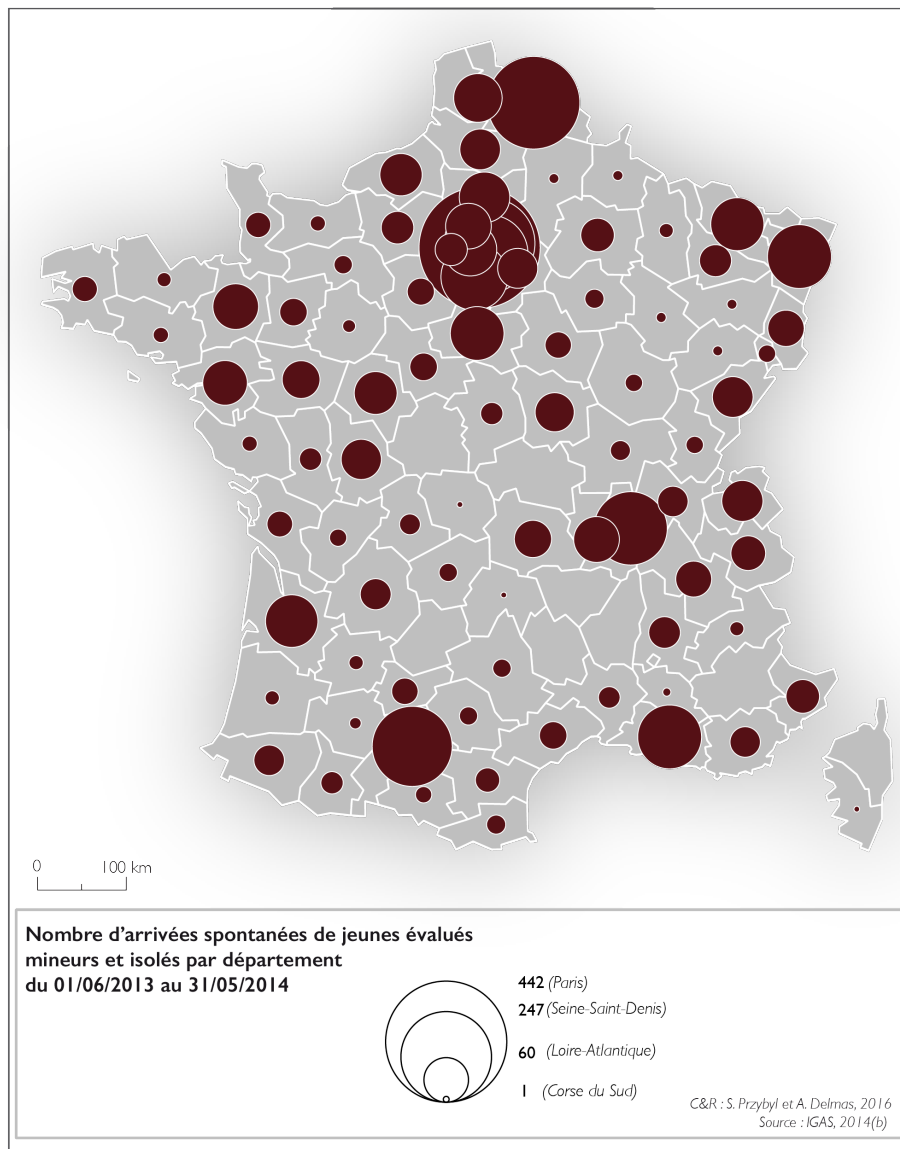 0 100 km
Nombre d’arrivées spontanées de jeunes évalués
mineurs et isolés par département
du 01/06/2013 au 31/05/2014
442 (Paris)
247 (Seine-Saint-Denis)
60 (Loire-Atlantique)
1 (Corse du Sud)
C&R : S. Przybyl et A. Delmas, 2016
Source : IGAS, 2014(b)